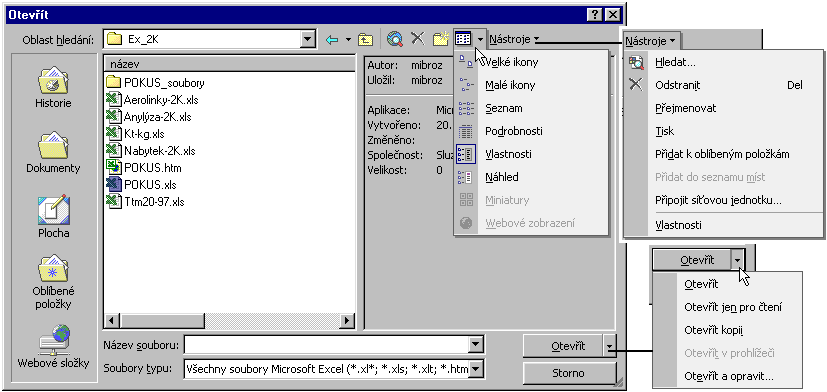 Otevřít
Oblast hledání:
Ex_2K
Nástroje
Historie
Dokumenty
Plocha
Oblíbené
položky
Webové složky
název
POKUS_soubory
Aerolinky-2K.xls
Anylýza-2K.xls
Kt-kg.xls
Nabytek-2K.xls
POKUS.htm
POKUS.xls
Ttm20-97.xls
Autor: mibroz
Uložil: mibroz
Aplikace: Micr
Vytvořeno: 20.
Změněno:
Společnost: Sluz
Velikost: 0
Velké ikony
Malé ikony
Seznam
Podrobnosti
Vlastnosti
Náhled
Miniatury
Webové zobrazení
Název souboru:
Otevřít
Soubory typu: Všechny soubory Microsoft Excel (*.xl*; *.xls; *.xlt; *.htm
Storno
Nástroje
Hledat...
Odstranit Del
Přejmenovat
Tisk
Přidat k oblíbeným položkám
Přidat do seznamu míst
Připojit síťovou jednotku...
Vlastnosti
Otevřít
Otevřít
Otevřít jen pro čtení
Otevřít kopii
Otevřít v prohlížeči
Otevřít a opravit...